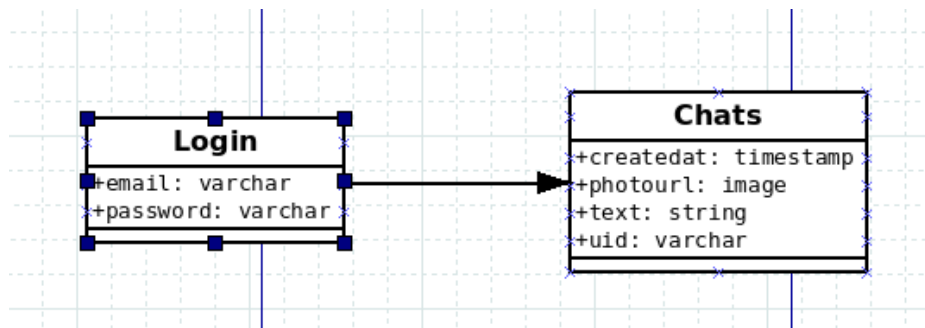 Login
+email: varchar
+password: varchar
Chats
+createdat: timestamp
+photourl: image
+text: string
+uid: varchar